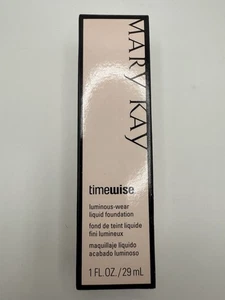 MARY KAY
timewise
luminous-wear
liquid foundation
fond de teint liquide
fini lumineux
maquillaje líquido
acabado luminoso
1 FL. OZ./29 mL